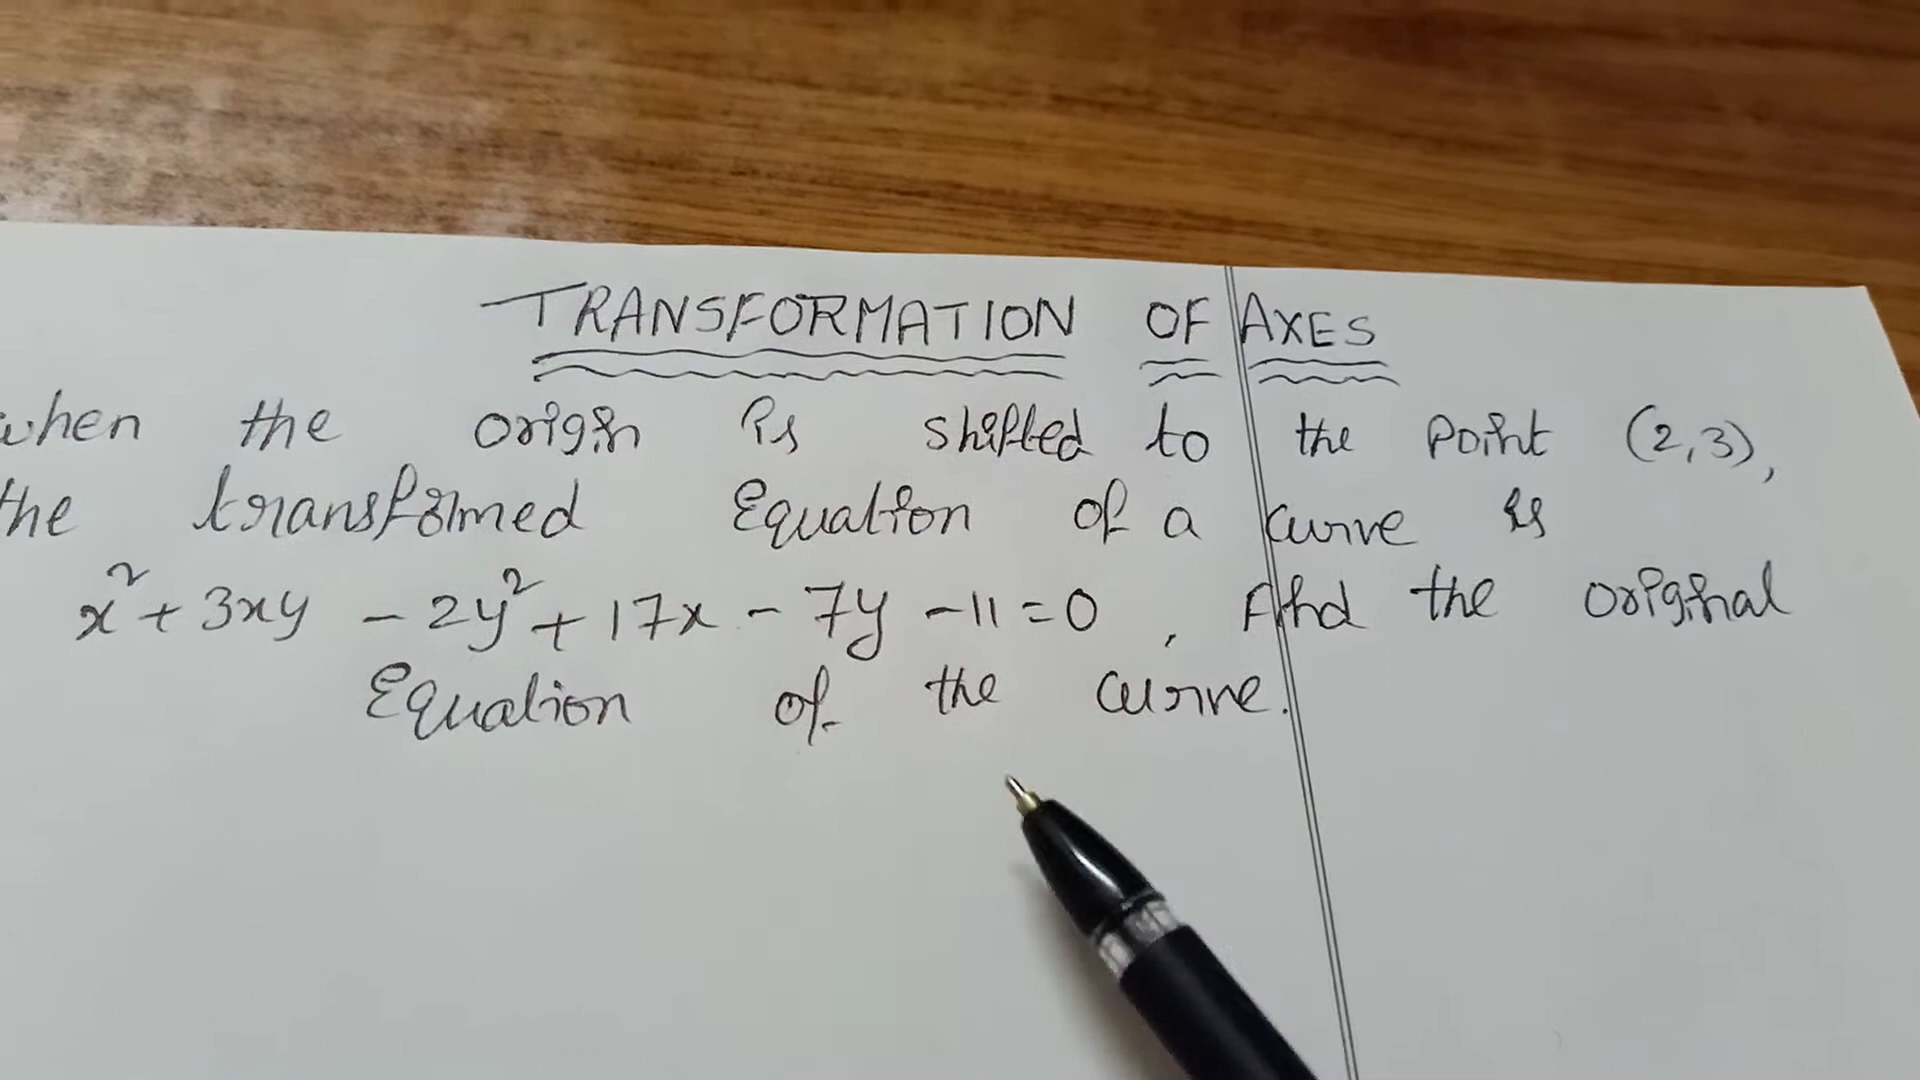 TRANSFORMATION OF AXES
when the origin is shifted to the point (2,3),
the transformed Equation of a curve is
x² + 3xy - 2y² + 17x - 7y - 11 = 0, Find the original
Equation of the curve.